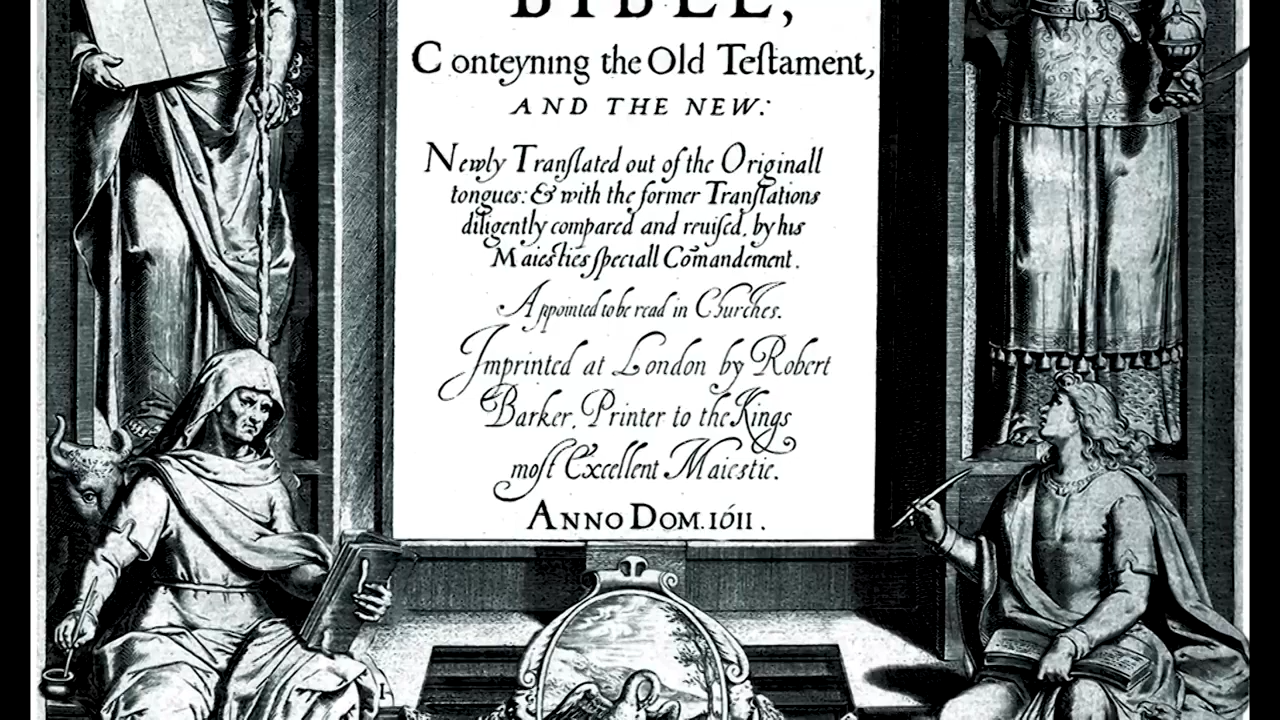 BIBLE,
Conteyning the Old Teſtament,
AND THE NEW:
Newly Tranſlated out of the Originall
tongues: & with the former Tranſlations
diligently compared and reuiſed, by his
Maieſties ſpeciall Cõmandement.
Appointed to be read in Churches.
Imprinted at London by Robert
Barker, Printer to the Kings
moſt Excellent Maieſtie.
ANNO DOM. 1611.